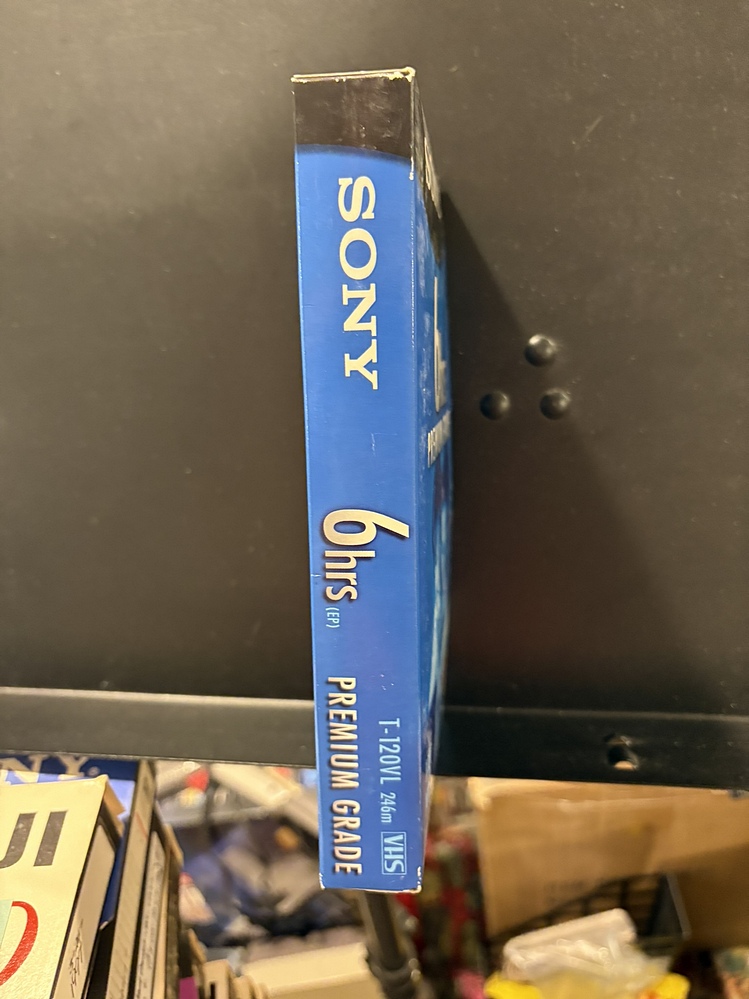 SONY
6hrs (EP)
T-120VL 246m VHS
PREMIUM GRADE